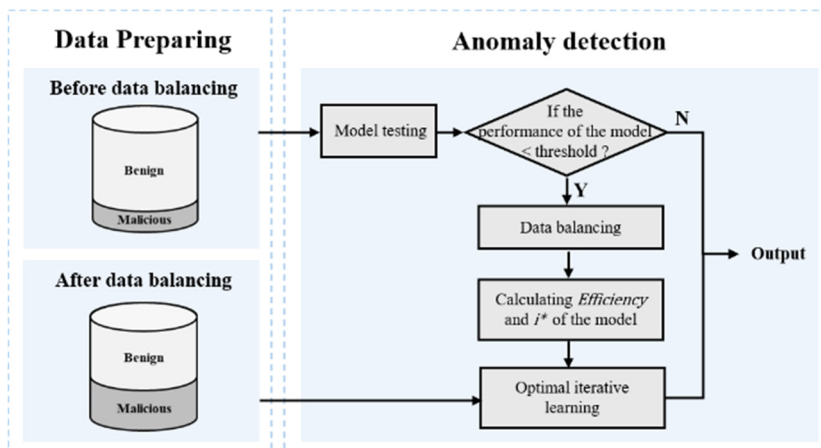 Data Preparing
Before data balancing
Benign
Malicious
After data balancing
Benign
Malicious
Anomaly detection
Model testing
If the
performance of the model
< threshold ?
N
Y
Data balancing
Calculating Efficiency
and i* of the model
Optimal iterative
learning
Output